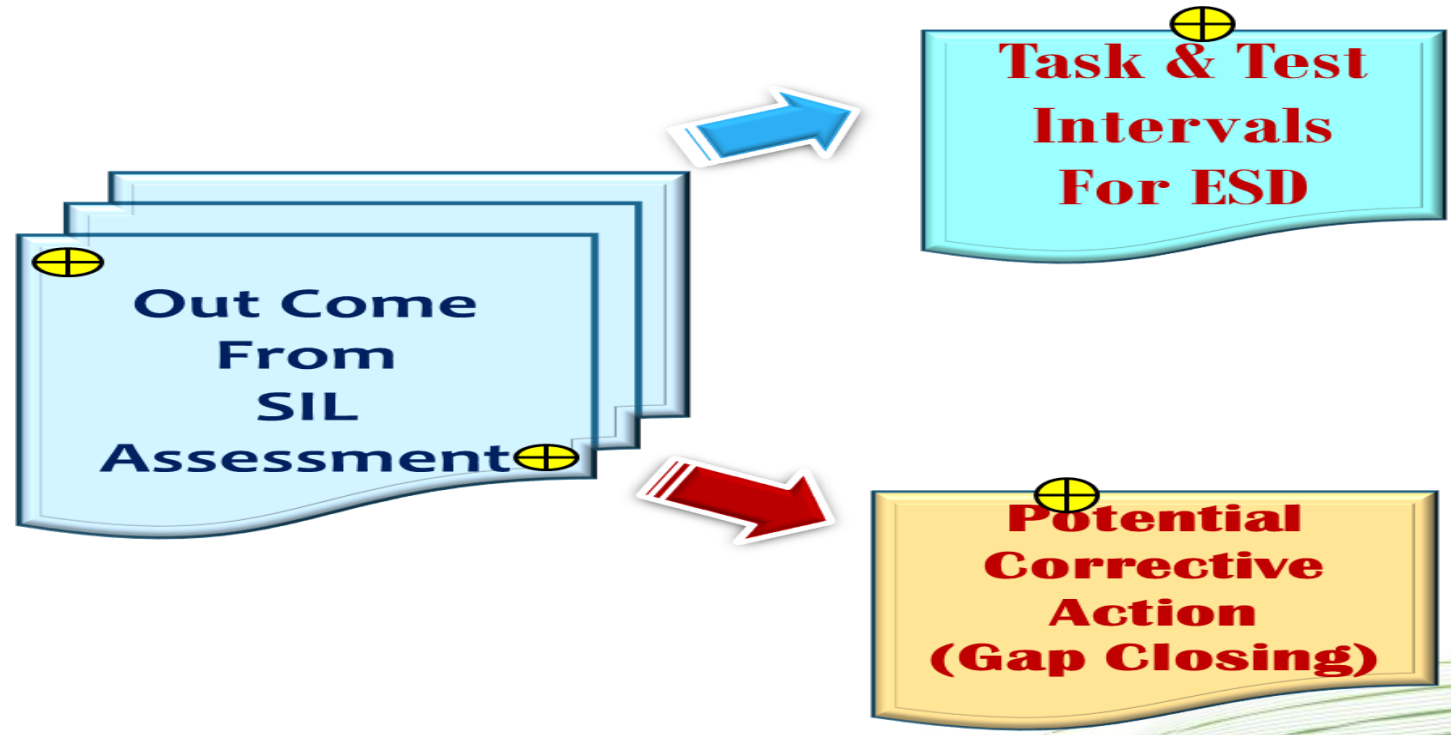 Out Come
From
SIL
Assessment
Task & Test
Intervals
For ESD
Potential
Corrective
Action
(Gap Closing)